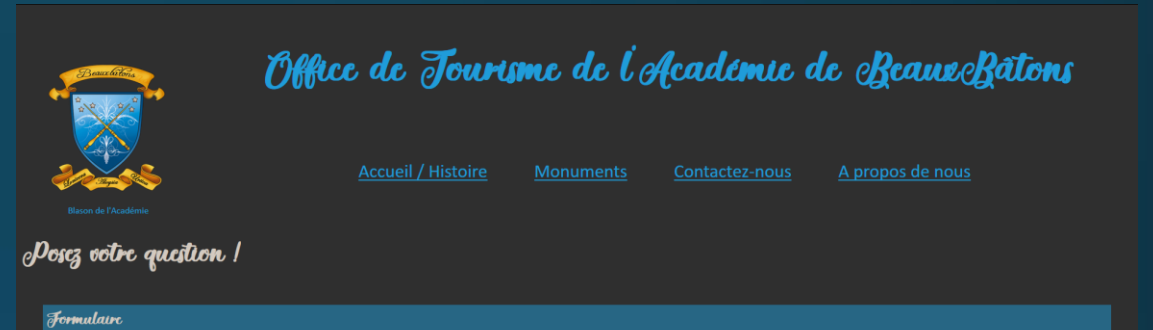 Office de Tourisme de l'Académie de BeauxBâtons
Beauxbâtons
Accueil / Histoire Monuments Contactez-nous A propos de nous
Blason de l'Académie
Posez votre question !
Formulaire